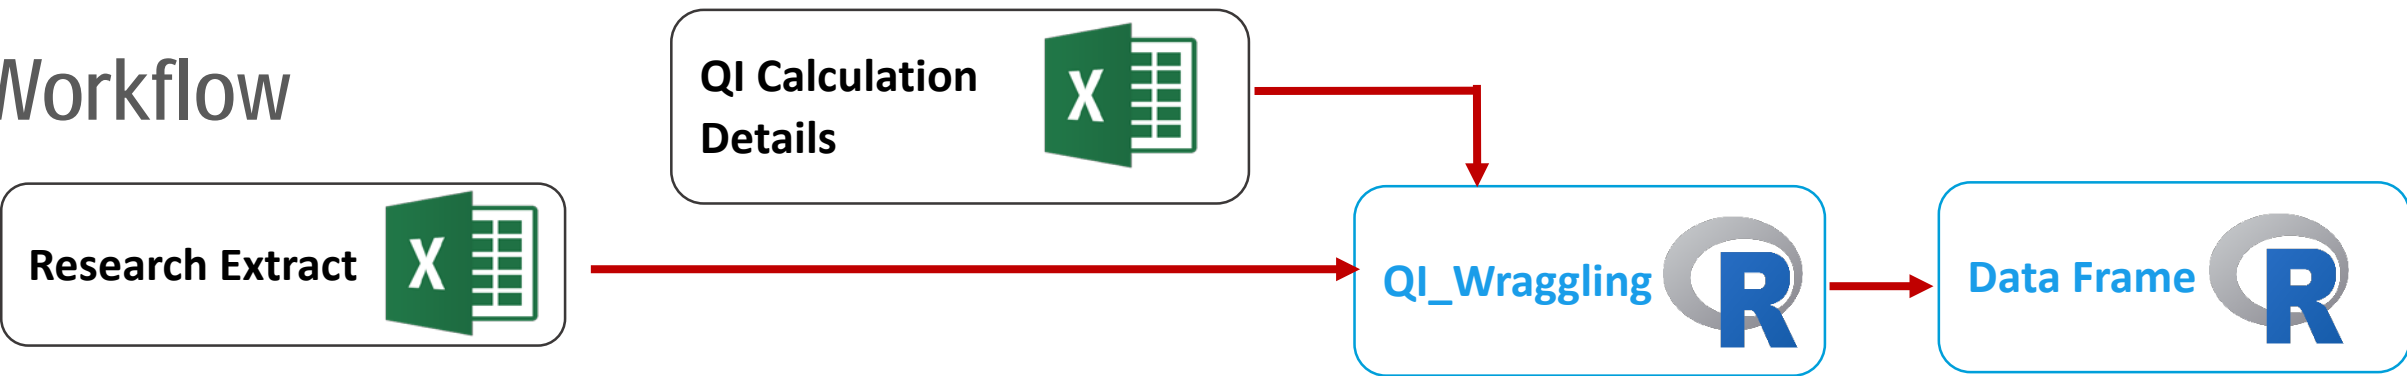 Workflow
QI Calculation
Details
X
Research Extract
X
QI_Wraggling
R
Data Frame
R